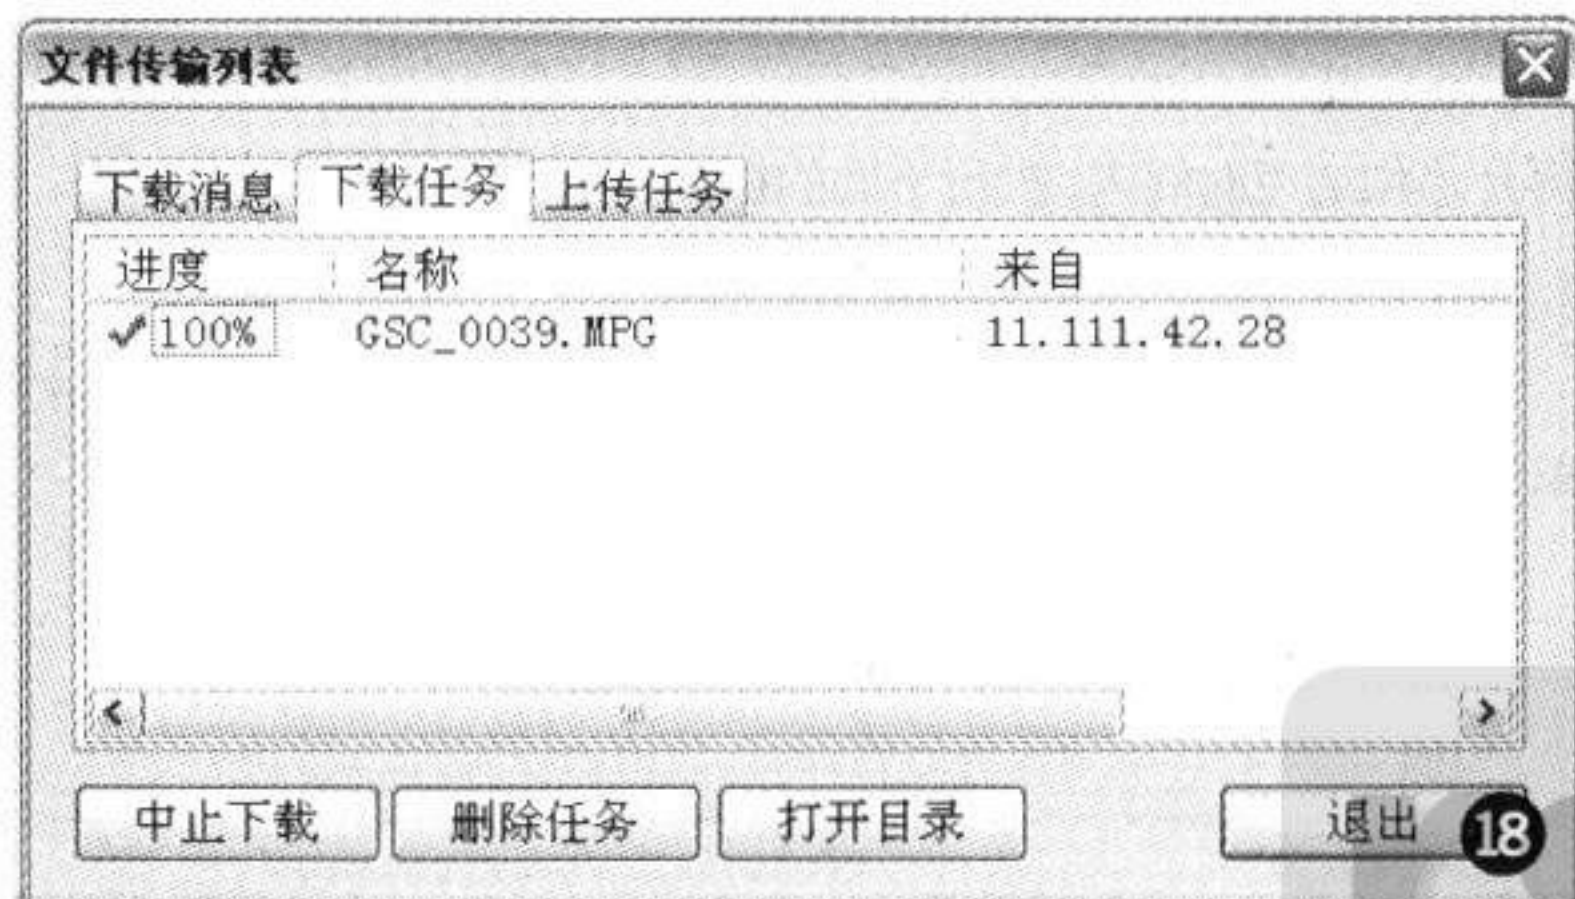 文件传输列表
下载消息 下载任务 上传任务
进度 名称 来自
100% GSC_0039.MPG 11.111.42.28
中止下载 删除任务 打开目录 退出 18